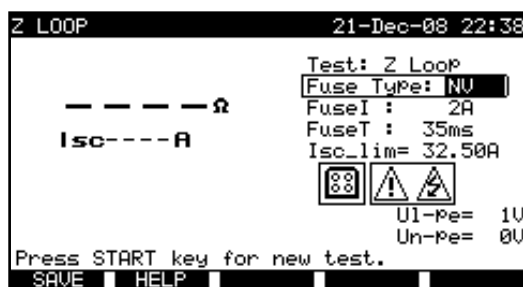 Z LOOP 21-Dec-08 22:38
Test: Z Loop
Fuse Type: NV
----Ω
FuseI : 2A
FuseT : 35ms
Isc----A
Isc_lim= 32.50A
Ul-pe= 1V
Un-pe= 0V
Press START key for new test.
SAVE HELP